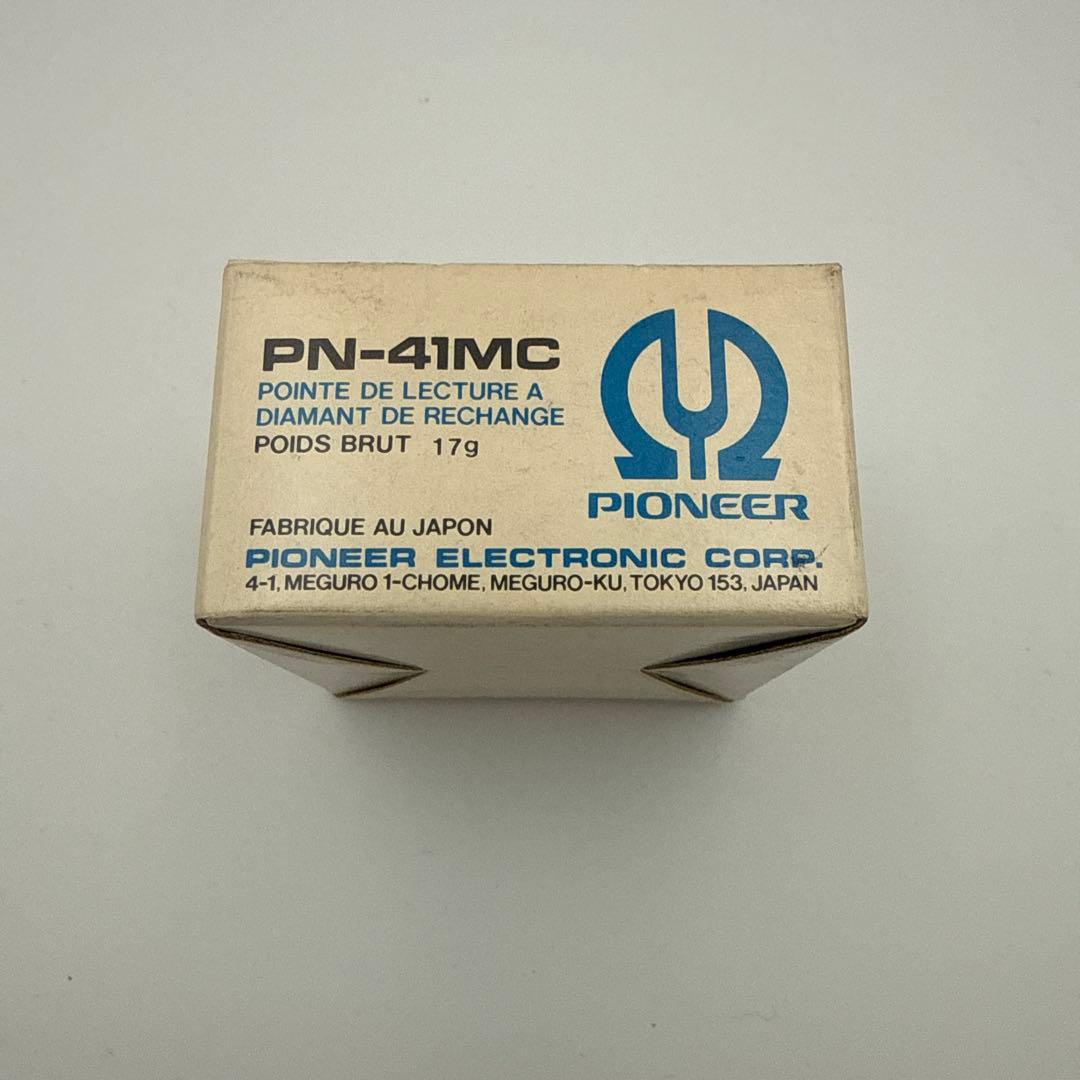 PN-41MC
POINTE DE LECTURE A
DIAMANT DE RECHANGE
POIDS BRUT 17g
PIONEER
FABRIQUE AU JAPON
PIONEER ELECTRONIC CORP.
4-1, MEGURO 1-CHOME, MEGURO-KU, TOKYO 153, JAPAN